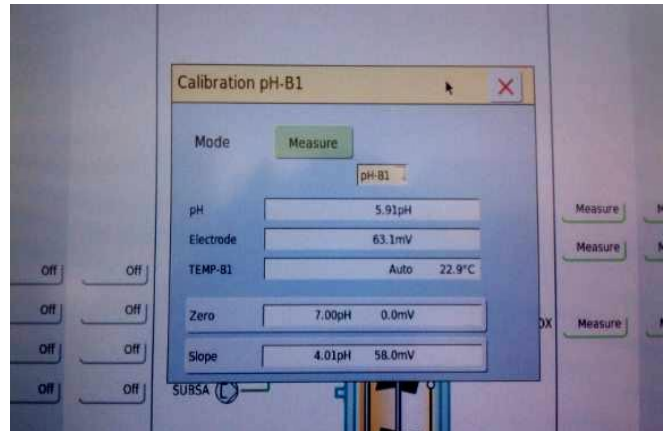 Calibration pH-B1
Mode Measure
pH-B1
pH 5.91pH
Electrode 63.1mV
TEMP-B1 Auto 22.9°C
Zero 7.00pH 0.0mV
Slope 4.01pH 58.0mV
Off Off
Off Off
Off Off
Off Off
SUBSA
Measure
Measure
Measure